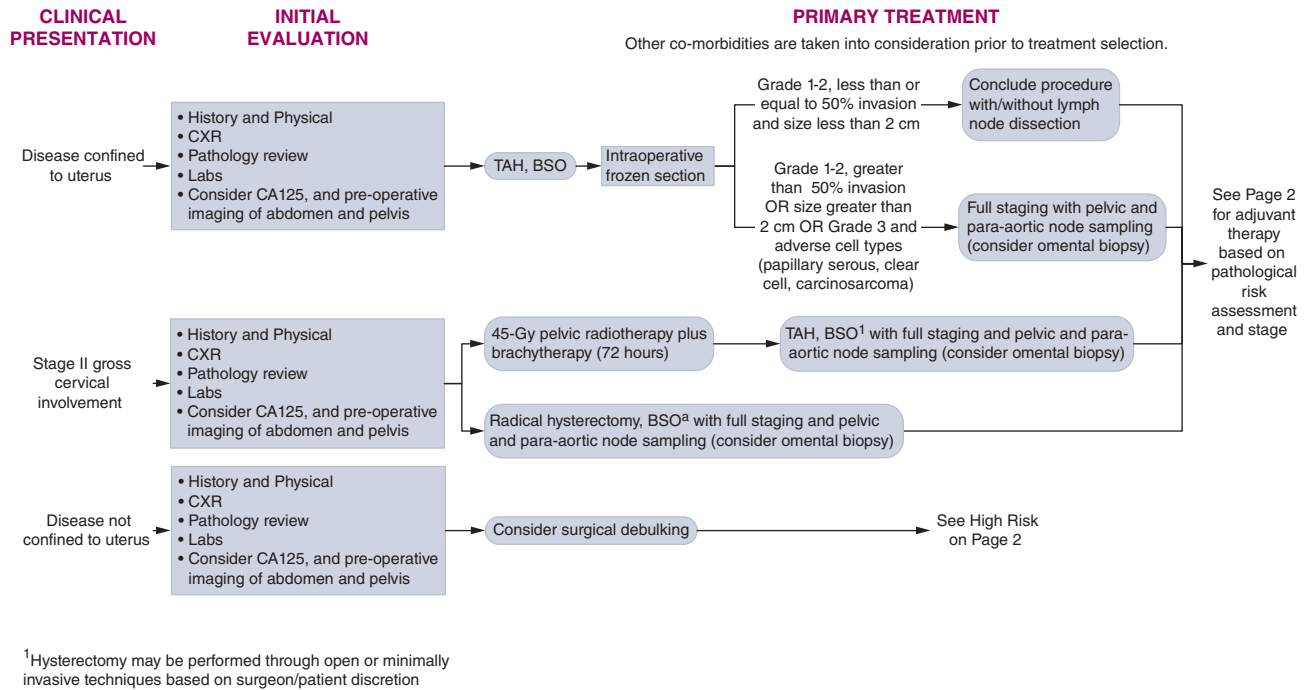 CLINICAL
PRESENTATION
INITIAL
EVALUATION
PRIMARY TREATMENT
Other co-morbidities are taken into consideration prior to treatment selection.
Disease confined
to uterus
• History and Physical
• CXR
• Pathology review
• Labs
• Consider CA125, and pre-operative
imaging of abdomen and pelvis
TAH, BSO
Intraoperative
frozen section
Grade 1-2, less than or
equal to 50% invasion
and size less than 2 cm
Conclude procedure
with/without lymph
node dissection
Grade 1-2, greater
than 50% invasion
OR size greater than
2 cm OR Grade 3 and
adverse cell types
(papillary serous, clear
cell, carcinosarcoma)
Full staging with pelvic and
para-aortic node sampling
(consider omental biopsy)
See Page 2
for adjuvant
therapy
based on
pathological
risk
assessment
and stage
Stage II gross
cervical
involvement
• History and Physical
• CXR
• Pathology review
• Labs
• Consider CA125, and pre-operative
imaging of abdomen and pelvis
45-Gy pelvic radiotherapy plus
brachytherapy (72 hours)
TAH, BSO¹ with full staging and pelvic and para-
aortic node sampling (consider omental biopsy)
Radical hysterectomy, BSOᵃ with full staging and pelvic
and para-aortic node sampling (consider omental biopsy)
Disease not
confined to uterus
• History and Physical
• CXR
• Pathology review
• Labs
• Consider CA125, and pre-operative
imaging of abdomen and pelvis
Consider surgical debulking
See High Risk
on Page 2
¹Hysterectomy may be performed through open or minimally
invasive techniques based on surgeon/patient discretion